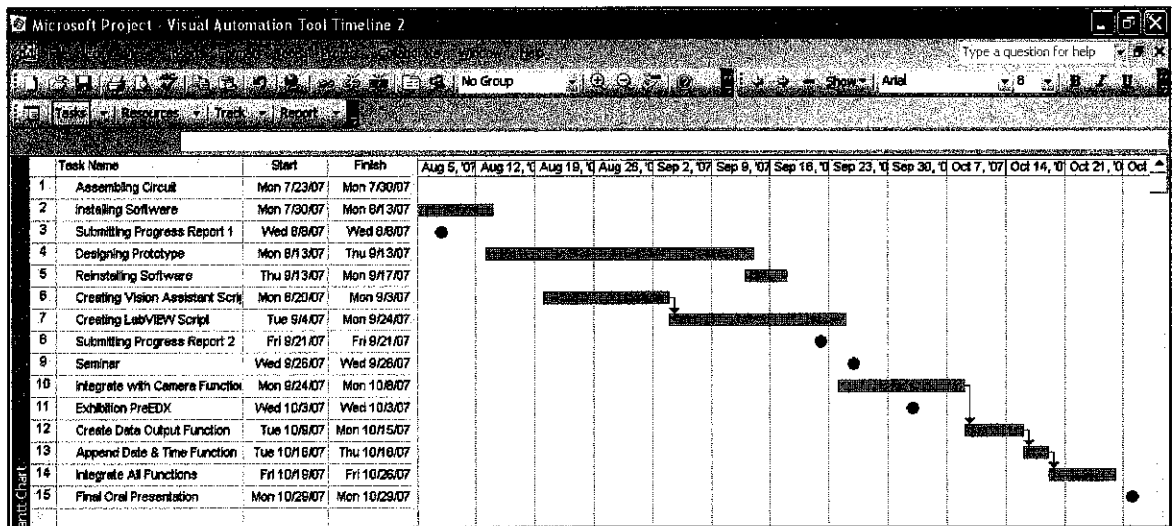 Microsoft Project - Visual Automation Tool Timeline 2
Type a question for help
No Group Show Arial 8 B I U
Tasks Resources Track Report
Task Name Start Finish Aug 5, '07 Aug 12, '0 Aug 19, '0 Aug 26, '0 Sep 2, '07 Sep 9, '07 Sep 16, '0 Sep 23, '0 Sep 30, '0 Oct 7, '07 Oct 14, '0 Oct 21, '0 Oct
1 Assembling Circuit Mon 7/23/07 Mon 7/30/07
2 Installing Software Mon 7/30/07 Mon 8/13/07
3 Submitting Progress Report 1 Wed 8/8/07 Wed 8/8/07
4 Designing Prototype Mon 8/13/07 Thu 9/13/07
5 Reinstalling Software Thu 9/13/07 Mon 9/17/07
6 Creating Vision Assistant Scrip Mon 8/20/07 Mon 9/3/07
7 Creating LabVIEW Script Tue 9/4/07 Mon 9/24/07
8 Submitting Progress Report 2 Fri 9/21/07 Fri 9/21/07
9 Seminar Wed 9/26/07 Wed 9/26/07
10 Integrate with Camera Function Mon 9/24/07 Mon 10/8/07
11 Exhibition PreEDX Wed 10/3/07 Wed 10/3/07
12 Create Data Output Function Tue 10/9/07 Mon 10/15/07
13 Append Date & Time Function Tue 10/16/07 Thu 10/18/07
14 Integrate All Functions Fri 10/19/07 Fri 10/26/07
15 Final Oral Presentation Mon 10/29/07 Mon 10/29/07
ntt Chart